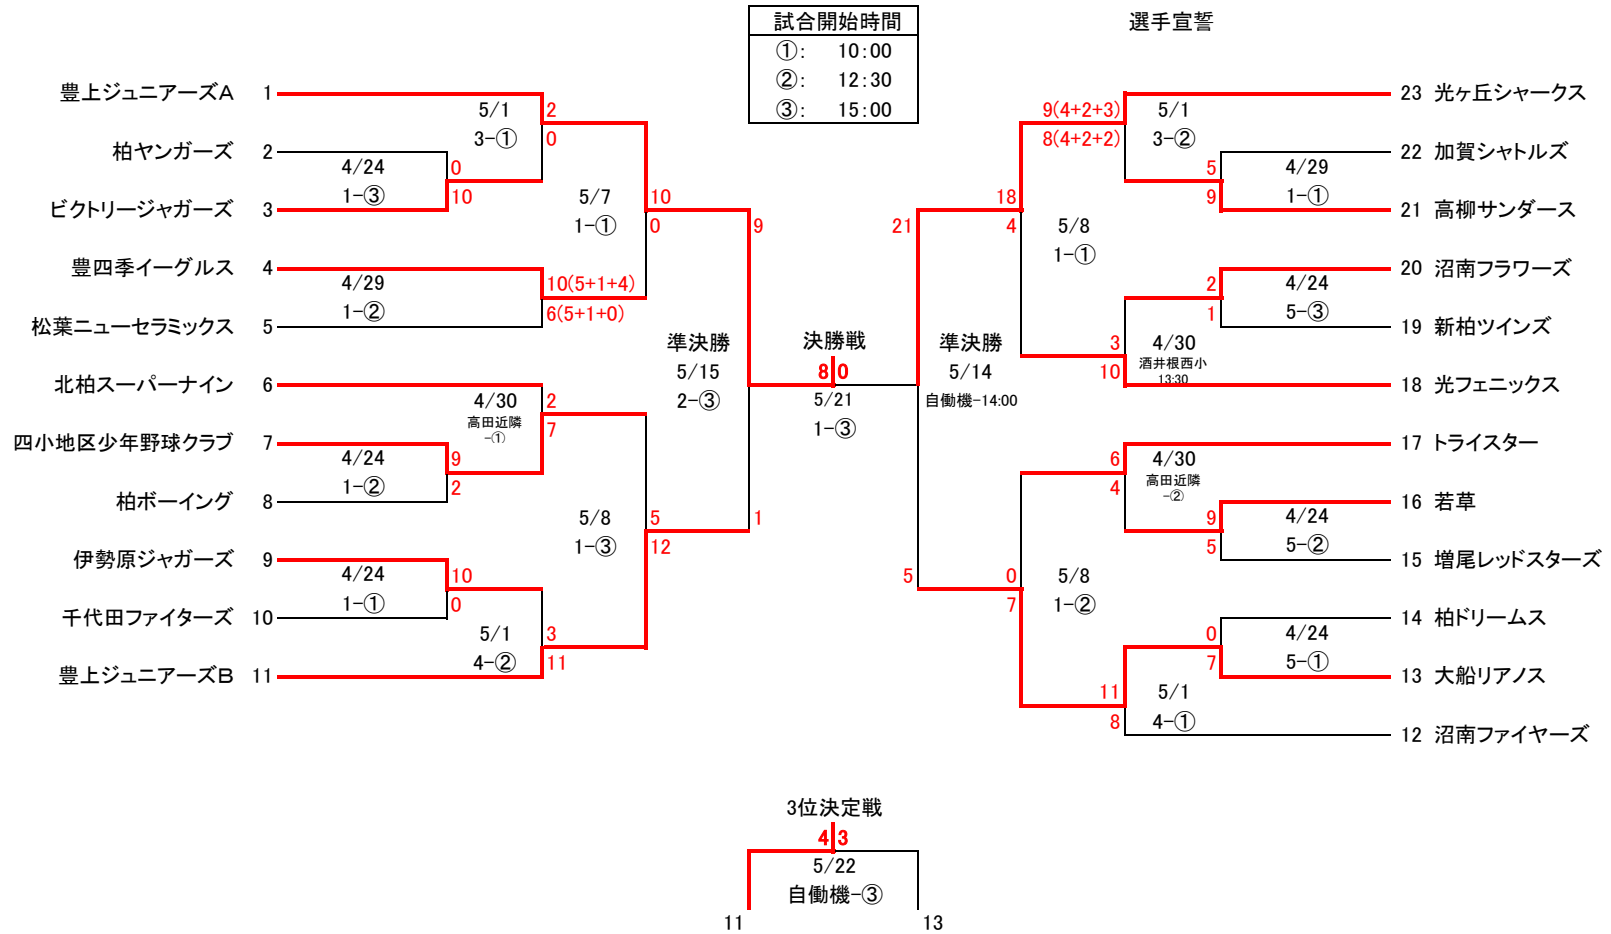 試合開始時間
①: 10:00
②: 12:30
③: 15:00
選手宣誓
豊上ジュニアーズA 1
柏ヤンガーズ 2
ビクトリージャガーズ 3
豊四季イーグルス 4
松葉ニューセラミックス 5
北柏スーパーナイン 6
四小地区少年野球クラブ 7
柏ボーイング 8
伊勢原ジャガーズ 9
千代田ファイターズ 10
豊上ジュニアーズB 11
5/1
3-①
2
0
4/24
1-③
0
10
5/7
1-①
10
0
4/29
1-②
10(5+1+4)
6(5+1+0)
4/30
高田近隣
-①
2
7
4/24
1-②
9
2
5/8
1-③
5
12
4/24
1-①
10
0
5/1
4-②
3
11
準決勝
5/15
2-③
9
1
決勝戦
8 0
5/21
1-③
準決勝
5/14
自働機-14:00
21
5
9(4+2+3)
8(4+2+2)
5/1
3-②
5
9
4/29
1-①
18
4
5/8
1-①
2
1
4/24
5-③
3
10
4/30
酒井根西小
13:30
6
4
4/30
高田近隣
-②
9
5
4/24
5-②
0
7
5/8
1-②
0
7
4/24
5-①
11
8
5/1
4-①
23 光ヶ丘シャークス
22 加賀シャトルズ
21 高柳サンダース
20 沼南フラワーズ
19 新柏ツインズ
18 光フェニックス
17 トライスター
16 若草
15 増尾レッドスターズ
14 柏ドリームス
13 大船リアノス
12 沼南ファイヤーズ
3位決定戦
4 3
5/22
自働機-③
11 13